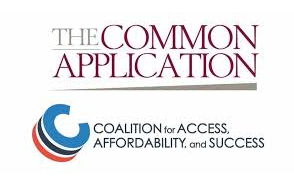 THE COMMON
APPLICATION
COALITION for ACCESS,
AFFORDABILITY, and SUCCESS